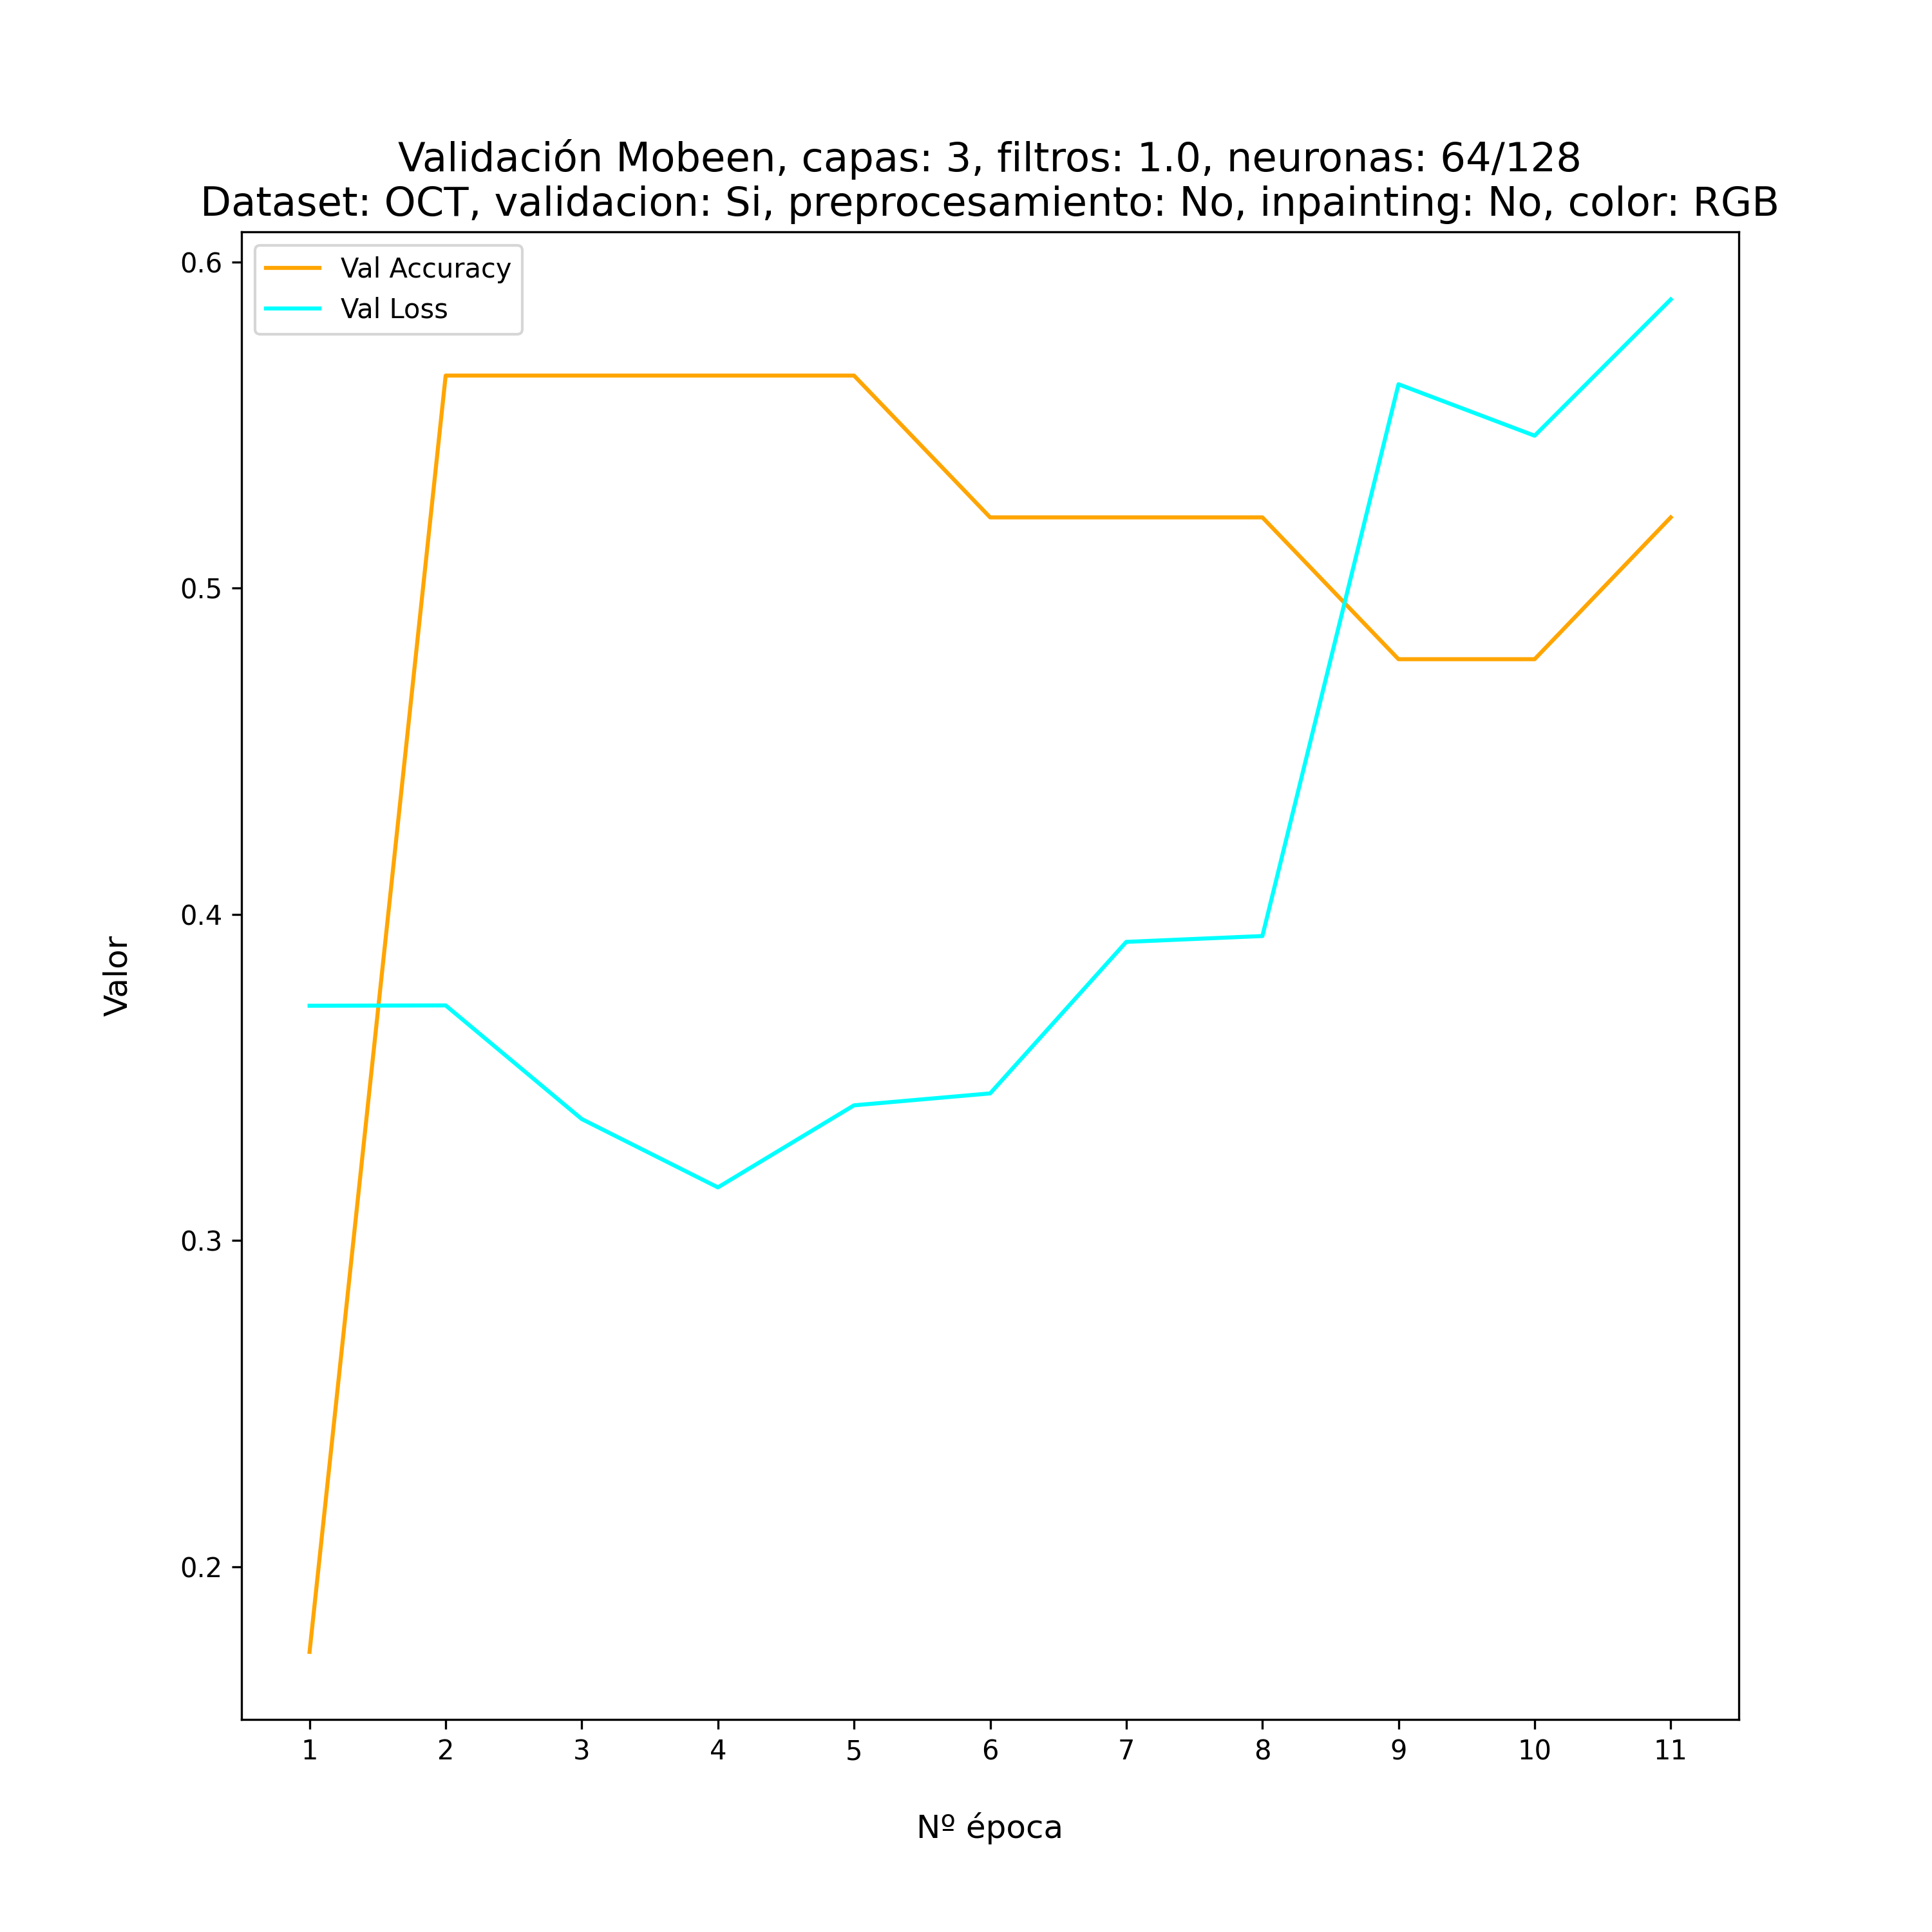 Validación Mobeen, capas: 3, filtros: 1.0, neuronas: 64/128
Dataset: OCT, validacion: Si, preprocesamiento: No, inpainting: No, color: RGB
Val Accuracy
Val Loss
0.6
0.5
0.4
0.3
0.2
Valor
1 2 3 4 5 6 7 8 9 10 11
Nº época